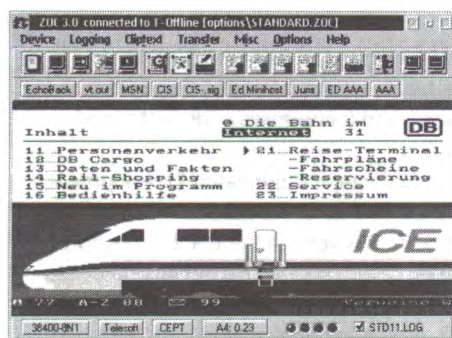 ZOC 3.0 connected to T-Offline [options\STANDARD.ZOC]
Device Logging Cliptext Transfer Misc Options Help
EchoBack vt.out MSN CIS CIS-.sig Ed Minihost Juns ED AAA AAA
0 Die Bahn im
Inhalt Internet 31 DB
11 Personenverkehr 21 Reise-Terminal
12 DB Cargo -Fahrpläne
13 Daten und Fakten -Fahrscheine
14 Rail-Shopping -Reservierung
15 Neu im Programm 22 Service
16 Bedienhilfe 23 Impressum
ICE
77 A-Z 88 99
38400-8N1 Telesoft CEPT A4: 0:23 STD11.LOG